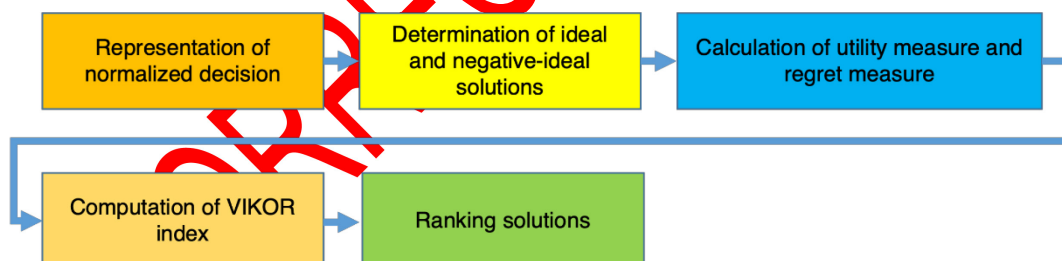 Representation of
normalized decision
Determination of ideal
and negative-ideal
solutions
Calculation of utility measure and
regret measure
Computation of VIKOR
index
Ranking solutions